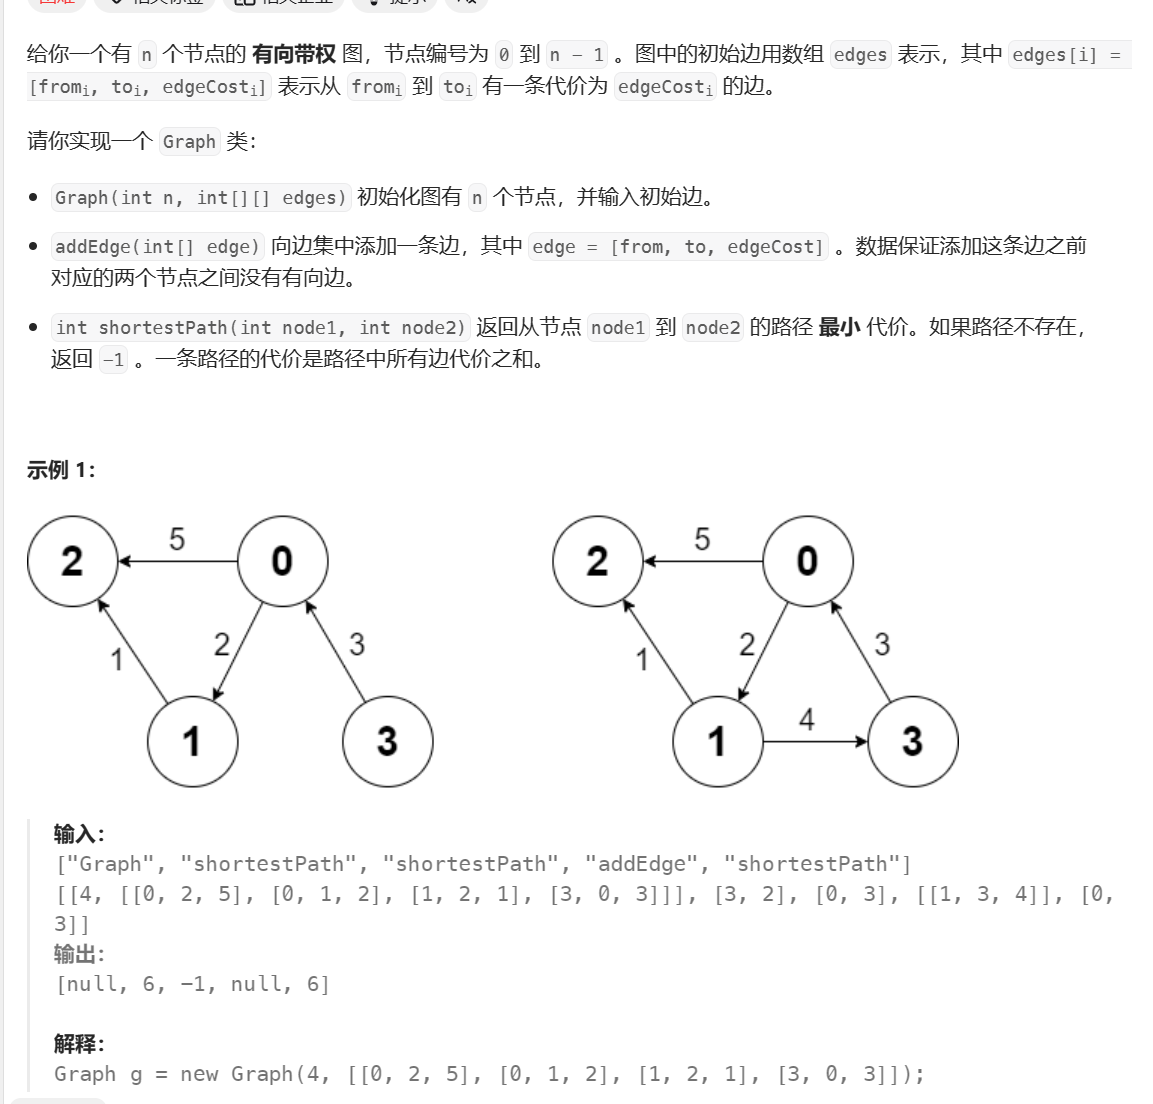 给你一个有 n 个节点的 有向带权 图，节点编号为 0 到 n - 1 。图中的初始边用数组 edges 表示，其中 edges[i] =
[fromᵢ, toᵢ, edgeCostᵢ] 表示从 fromᵢ 到 toᵢ 有一条代价为 edgeCostᵢ 的边。
请你实现一个 Graph 类：
• Graph(int n, int[][] edges) 初始化图有 n 个节点，并输入初始边。
• addEdge(int[] edge) 向边集中添加一条边，其中 edge = [from, to, edgeCost] 。数据保证添加这条边之前
对应的两个节点之间没有有向边。
• int shortestPath(int node1, int node2) 返回从节点 node1 到 node2 的路径 最小 代价。如果路径不存在，
返回 -1 。一条路径的代价是路径中所有边代价之和。
示例 1：
2 5 0 2 5 0
1 2 3 1 2 3
1 3 1 4 3
输入：
["Graph", "shortestPath", "shortestPath", "addEdge", "shortestPath"]
[[4, [[0, 2, 5], [0, 1, 2], [1, 2, 1], [3, 0, 3]]], [3, 2], [0, 3], [[1, 3, 4]], [0,
3]]
输出：
[null, 6, -1, null, 6]
解释：
Graph g = new Graph(4, [[0, 2, 5], [0, 1, 2], [1, 2, 1], [3, 0, 3]]);